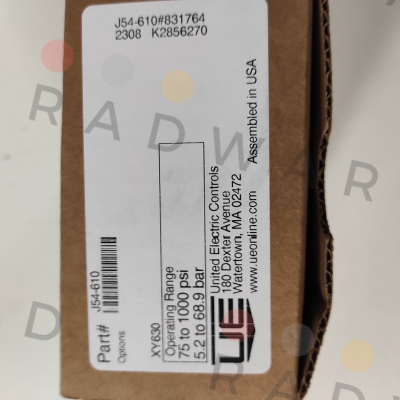 J54-610#831764
2308 K2856270
Part# J54-610
Options
XY630
Operating Range
75 to 1000 psi
5.2 to 68.9 bar
UE
United Electric Controls
180 Dexter Avenue
Watertown, MA 02472
www.ueonline.com
Assembled in USA
RADWAR
RADWAR